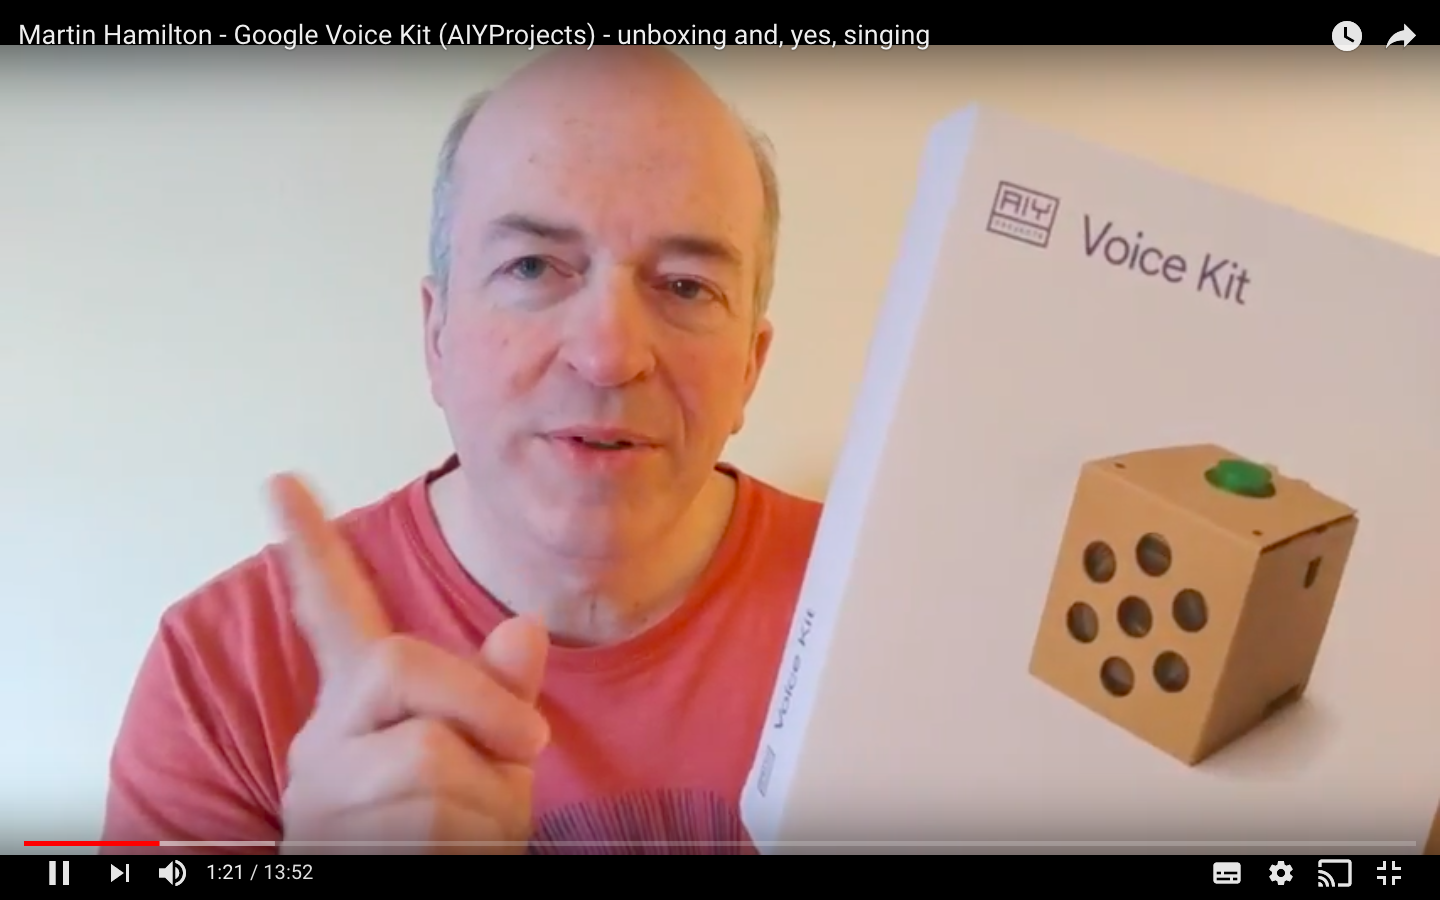 Martin Hamilton - Google Voice Kit (AIYProjects) - unboxing and, yes, singing
AIY
PROJECTS
Voice Kit
Voice Kit
1:21 / 13:52